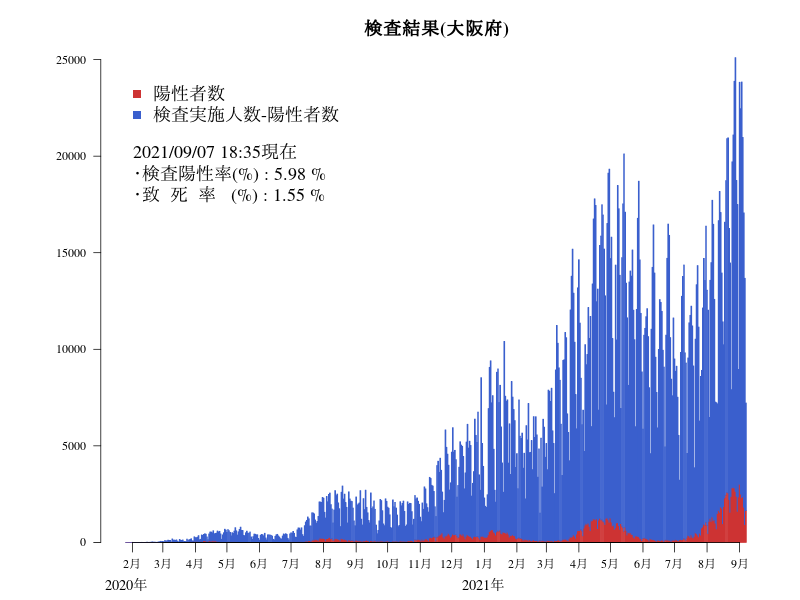 検査結果(大阪府)
25000
20000
15000
10000
5000
0
陽性者数
検査実施人数-陽性者数
2021/09/07 18:35現在
・検査陽性率(%) : 5.98 %
・致 死 率 (%) : 1.55 %
2月 3月 4月 5月 6月 7月 8月 9月 10月 11月 12月 1月 2月 3月 4月 5月 6月 7月 8月 9月
2020年 2021年